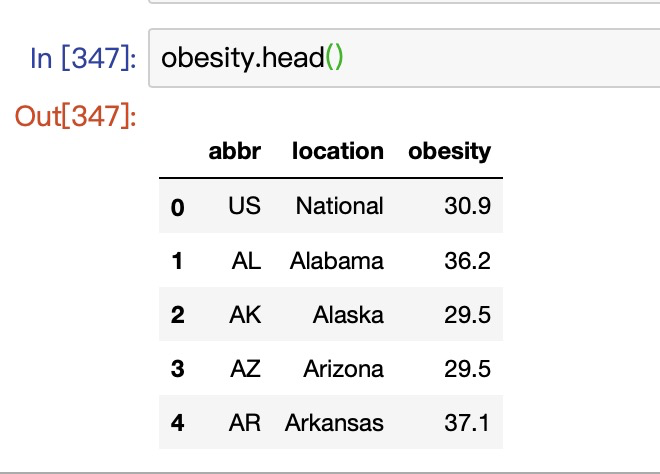 In [347]: obesity.head()
Out[347]:
abbr location obesity
0 US National 30.9
1 AL Alabama 36.2
2 AK Alaska 29.5
3 AZ Arizona 29.5
4 AR Arkansas 37.1